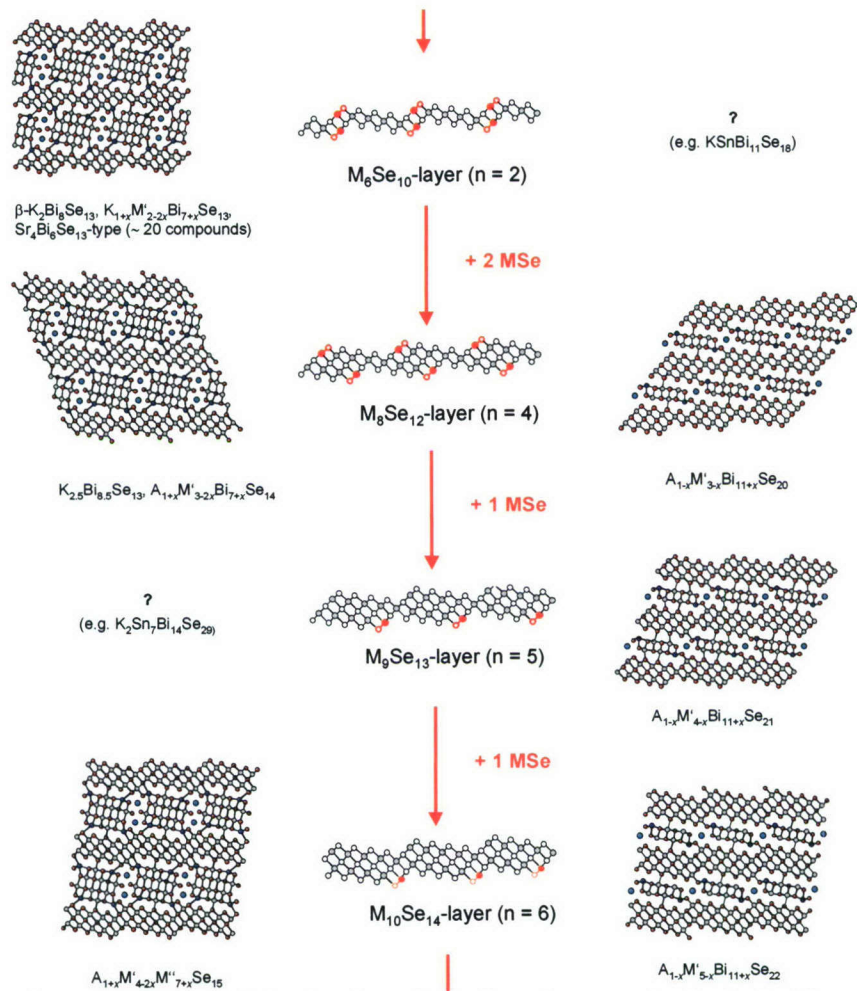 ?
(e.g. KSnBi₁₁Se₁₈)
M₆Se₁₀-layer (n = 2)
β-K₂Bi₈Se₁₃, K₁₊ₓM‘₂₋₂ₓBi₇₊ₓSe₁₃,
Sr₄Bi₆Se₁₃-type (~ 20 compounds)
+ 2 MSe
M₈Se₁₂-layer (n = 4)
K₂.₅Bi₈.₅Se₁₃, A₁₊ₓM‘₃₋₂ₓBi₇₊ₓSe₁₄
A₁₋ₓM‘₃₋ₓBi₁₁₊ₓSe₂₀
+ 1 MSe
?
(e.g. K₂Sn₇Bi₁₄Se₂₉)
M₉Se₁₃-layer (n = 5)
A₁₋ₓM‘₄₋ₓBi₁₁₊ₓSe₂₁
+ 1 MSe
M₁₀Se₁₄-layer (n = 6)
A₁₊ₓM‘₄₋₂ₓM‘‘₇₊ₓSe₁₅
A₁₋ₓM‘₅₋ₓBi₁₁₊ₓSe₂₂